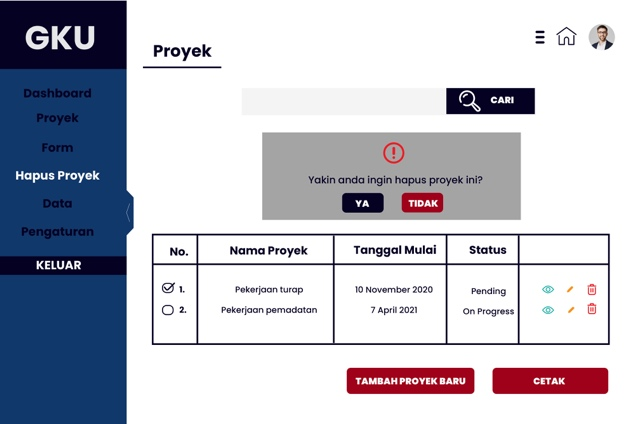 GKU
Dashboard
Proyek
Form
Hapus Proyek
Data
Pengaturan
KELUAR
Proyek
CARI
Yakin anda ingin hapus proyek ini?
YA TIDAK
No. Nama Proyek Tanggal Mulai Status
1. Pekerjaan turap 10 November 2020 Pending
2. Pekerjaan pemadatan 7 April 2021 On Progress
TAMBAH PROYEK BARU CETAK